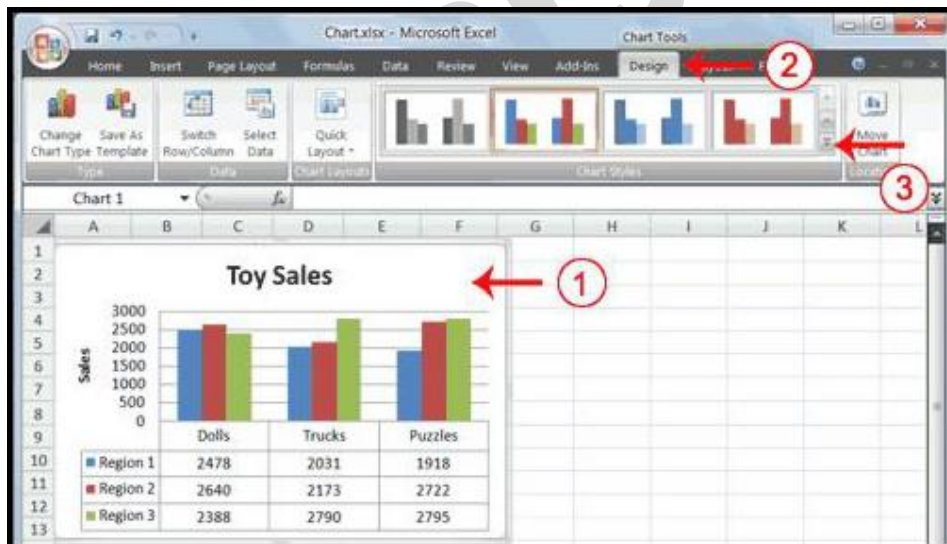 Chart.xlsx - Microsoft Excel
Chart Tools
Home Insert Page Layout Formulas Data Review View Add-Ins Design
2
Change Chart Type
Save As Template
Switch Row/Column
Select Data
Quick Layout
Move Chart
Type Data Chart Layouts Chart Styles
3
Chart 1 fx
A B C D E F G H I J K L
1
2
3
4
5
6
7
8
9
10
11
12
13
Toy Sales
1
Sales
3000
2500
2000
1500
1000
500
0
Dolls Trucks Puzzles
Region 1 2478 2031 1918
Region 2 2640 2173 2722
Region 3 2388 2790 2795